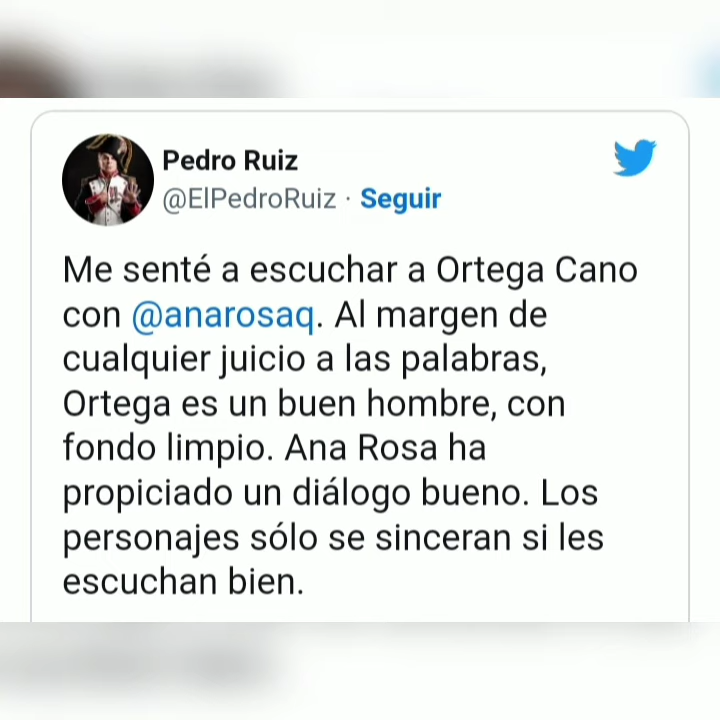 Pedro Ruiz
@ElPedroRuiz · Seguir
Me senté a escuchar a Ortega Cano
con @anarosaq. Al margen de
cualquier juicio a las palabras,
Ortega es un buen hombre, con
fondo limpio. Ana Rosa ha
propiciado un diálogo bueno. Los
personajes sólo se sinceran si les
escuchan bien.